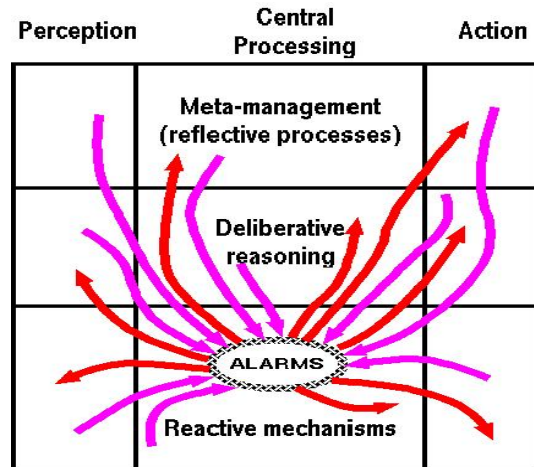 Perception
Central
Processing
Action
Meta-management
(reflective processes)
Deliberative
reasoning
ALARMS
Reactive mechanisms